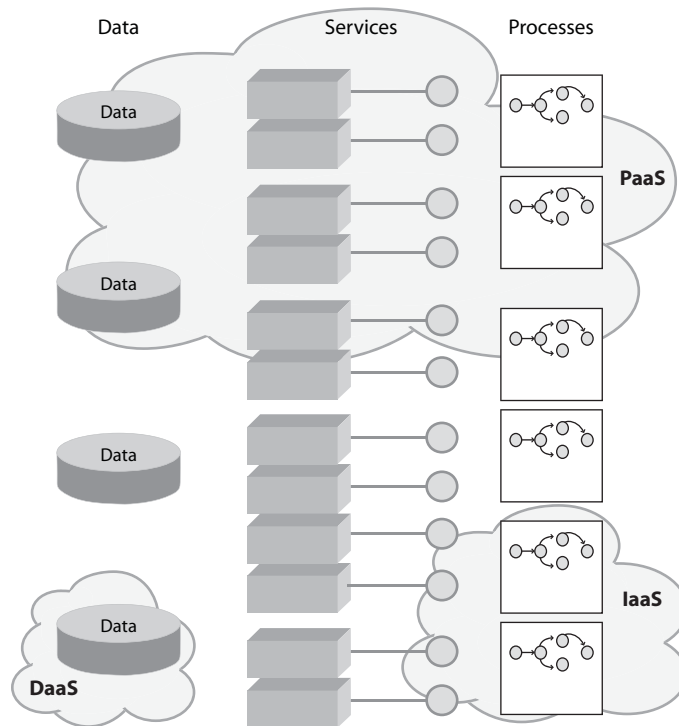 Data
Services
Processes
Data
PaaS
Data
Data
Data
IaaS
DaaS